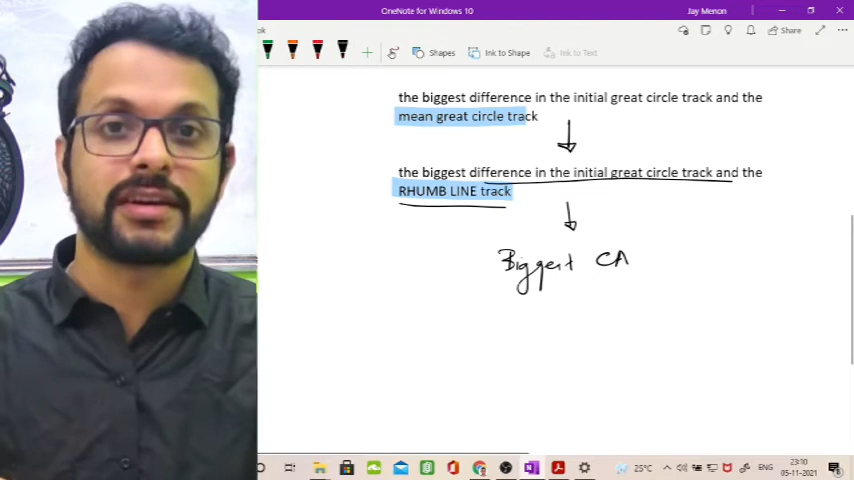 OneNote for Windows 10
Jay Menon
ok
Shapes
Ink to Shape
Ink to Text
Share
the biggest difference in the initial great circle track and the
mean great circle track
the biggest difference in the initial great circle track and the
RHUMB LINE track
Biggest CA
25°C
ENG
23:10
05-11-2021